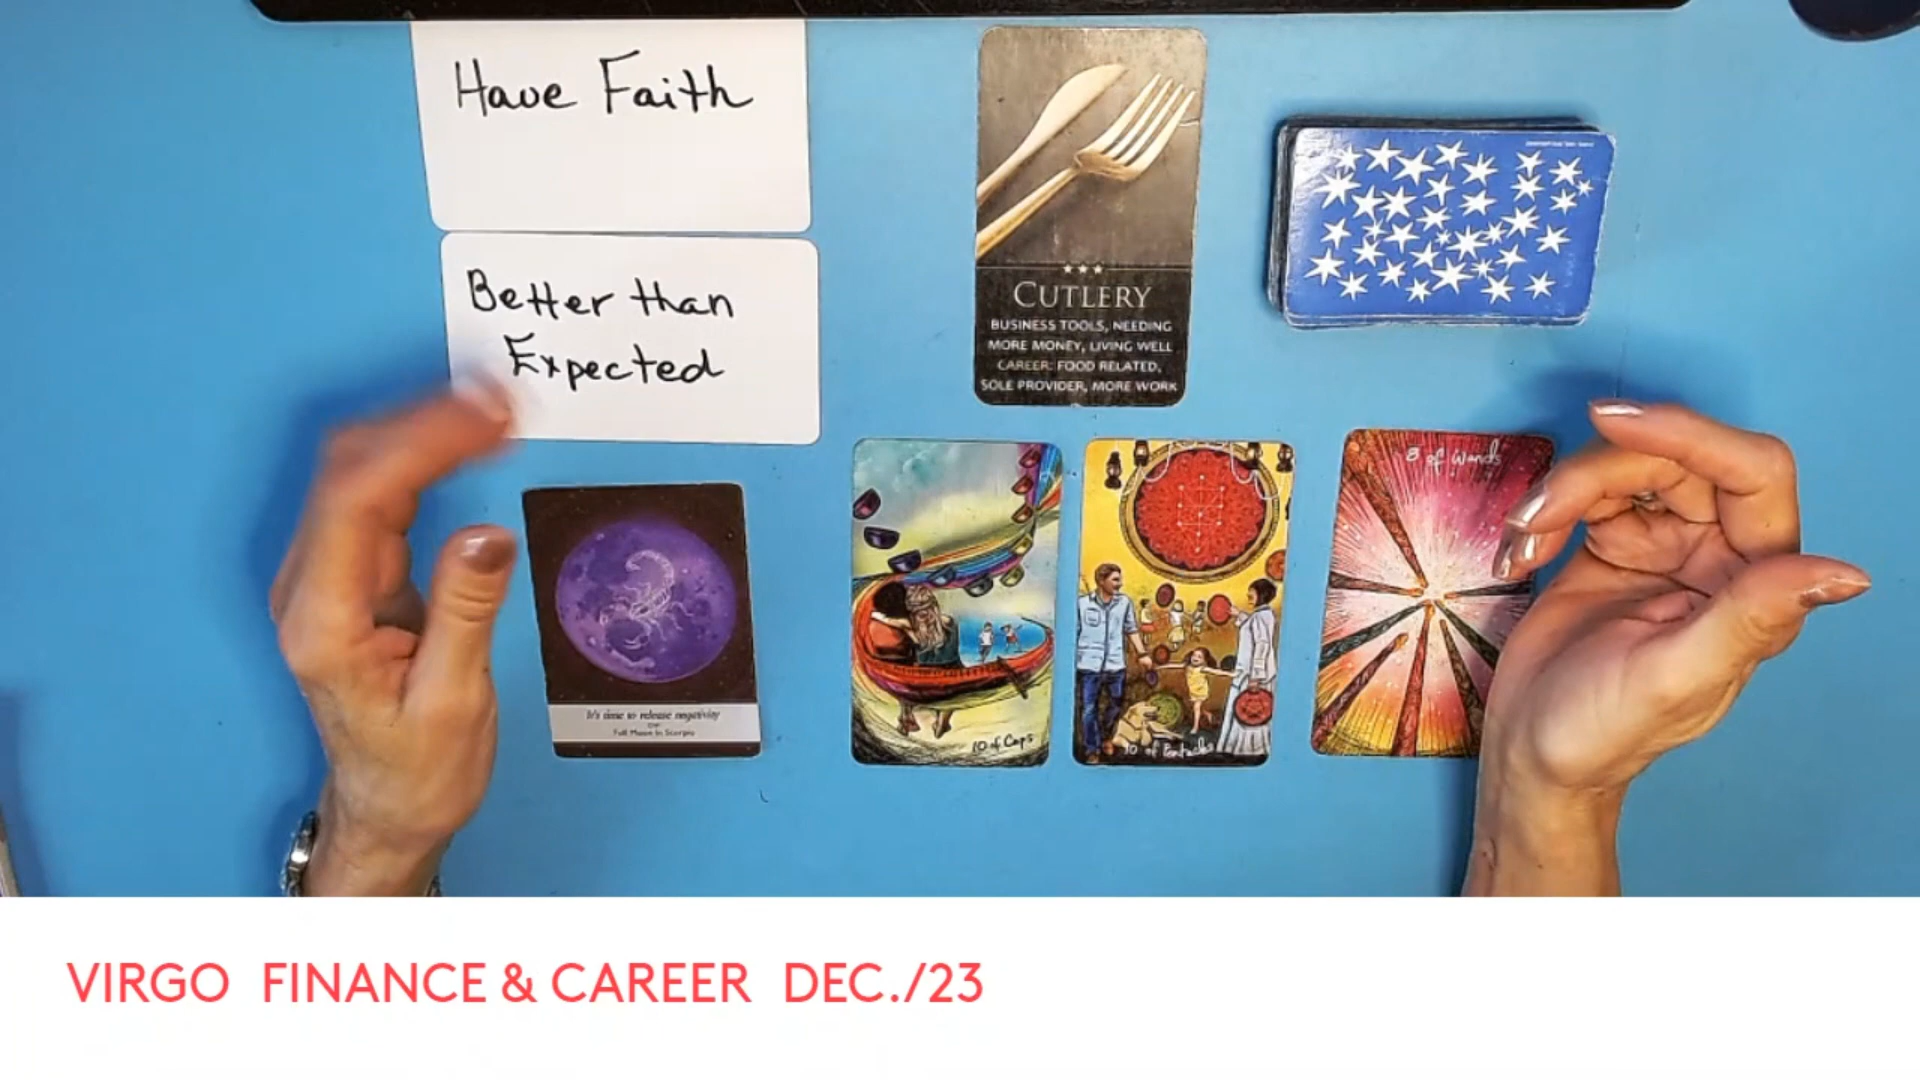 Have Faith
Better than
Expected
★★★
CUTLERY
BUSINESS TOOLS, NEEDING
MORE MONEY, LIVING WELL
CAREER: FOOD RELATED,
SOLE PROVIDER, MORE WORK
It's time to release negativity
Full Moon in Scorpio
10 of Cups
10 of Pentacles
8 of Wands
VIRGO FINANCE & CAREER DEC./23